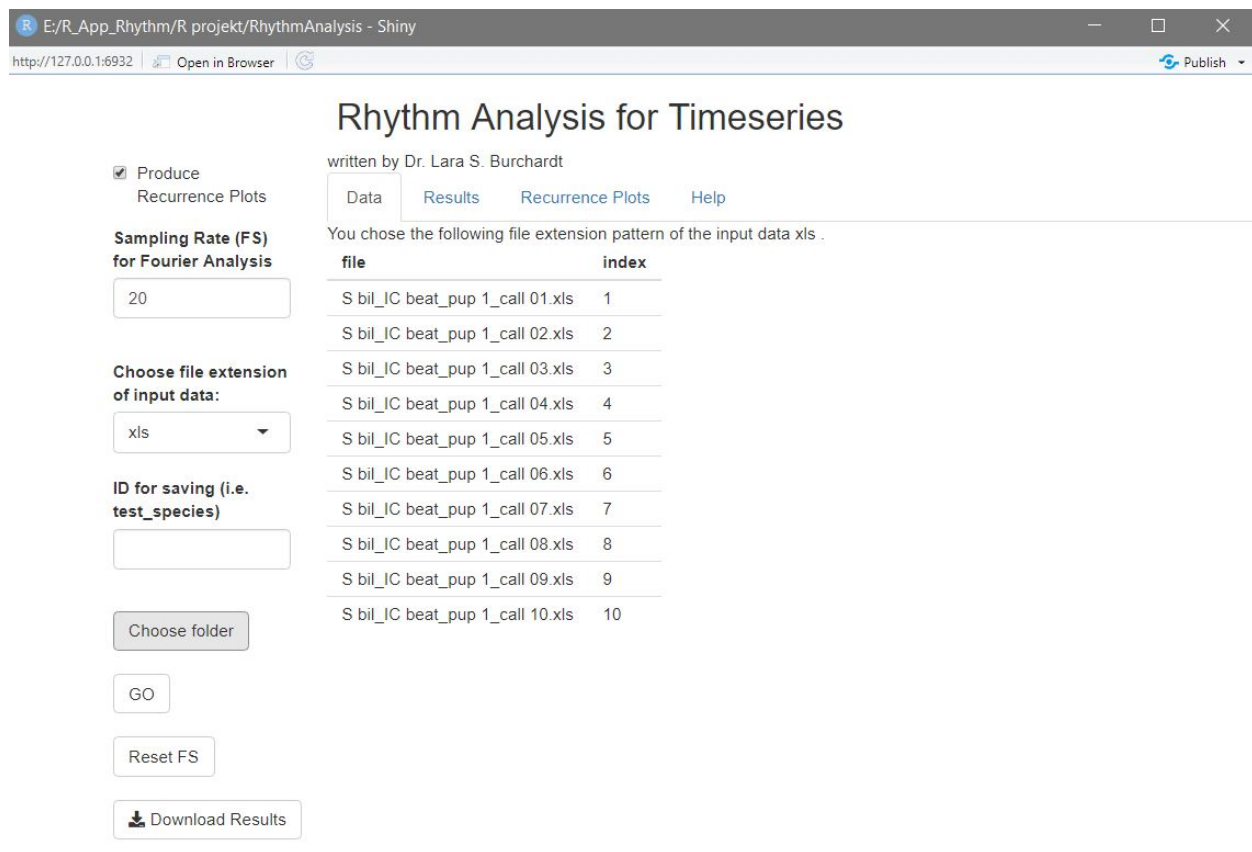 E:/R_App_Rhythm/R projekt/RhythmAnalysis - Shiny
http://127.0.0.1:6932 Open in Browser Publish
Rhythm Analysis for Timeseries
written by Dr. Lara S. Burchardt
Produce
Recurrence Plots
Sampling Rate (FS)
for Fourier Analysis
20
Choose file extension
of input data:
xls
ID for saving (i.e.
test_species)
Choose folder
GO
Reset FS
Download Results
Data Results Recurrence Plots Help
You chose the following file extension pattern of the input data xls .
file index
S bil_IC beat_pup 1_call 01.xls 1
S bil_IC beat_pup 1_call 02.xls 2
S bil_IC beat_pup 1_call 03.xls 3
S bil_IC beat_pup 1_call 04.xls 4
S bil_IC beat_pup 1_call 05.xls 5
S bil_IC beat_pup 1_call 06.xls 6
S bil_IC beat_pup 1_call 07.xls 7
S bil_IC beat_pup 1_call 08.xls 8
S bil_IC beat_pup 1_call 09.xls 9
S bil_IC beat_pup 1_call 10.xls 10